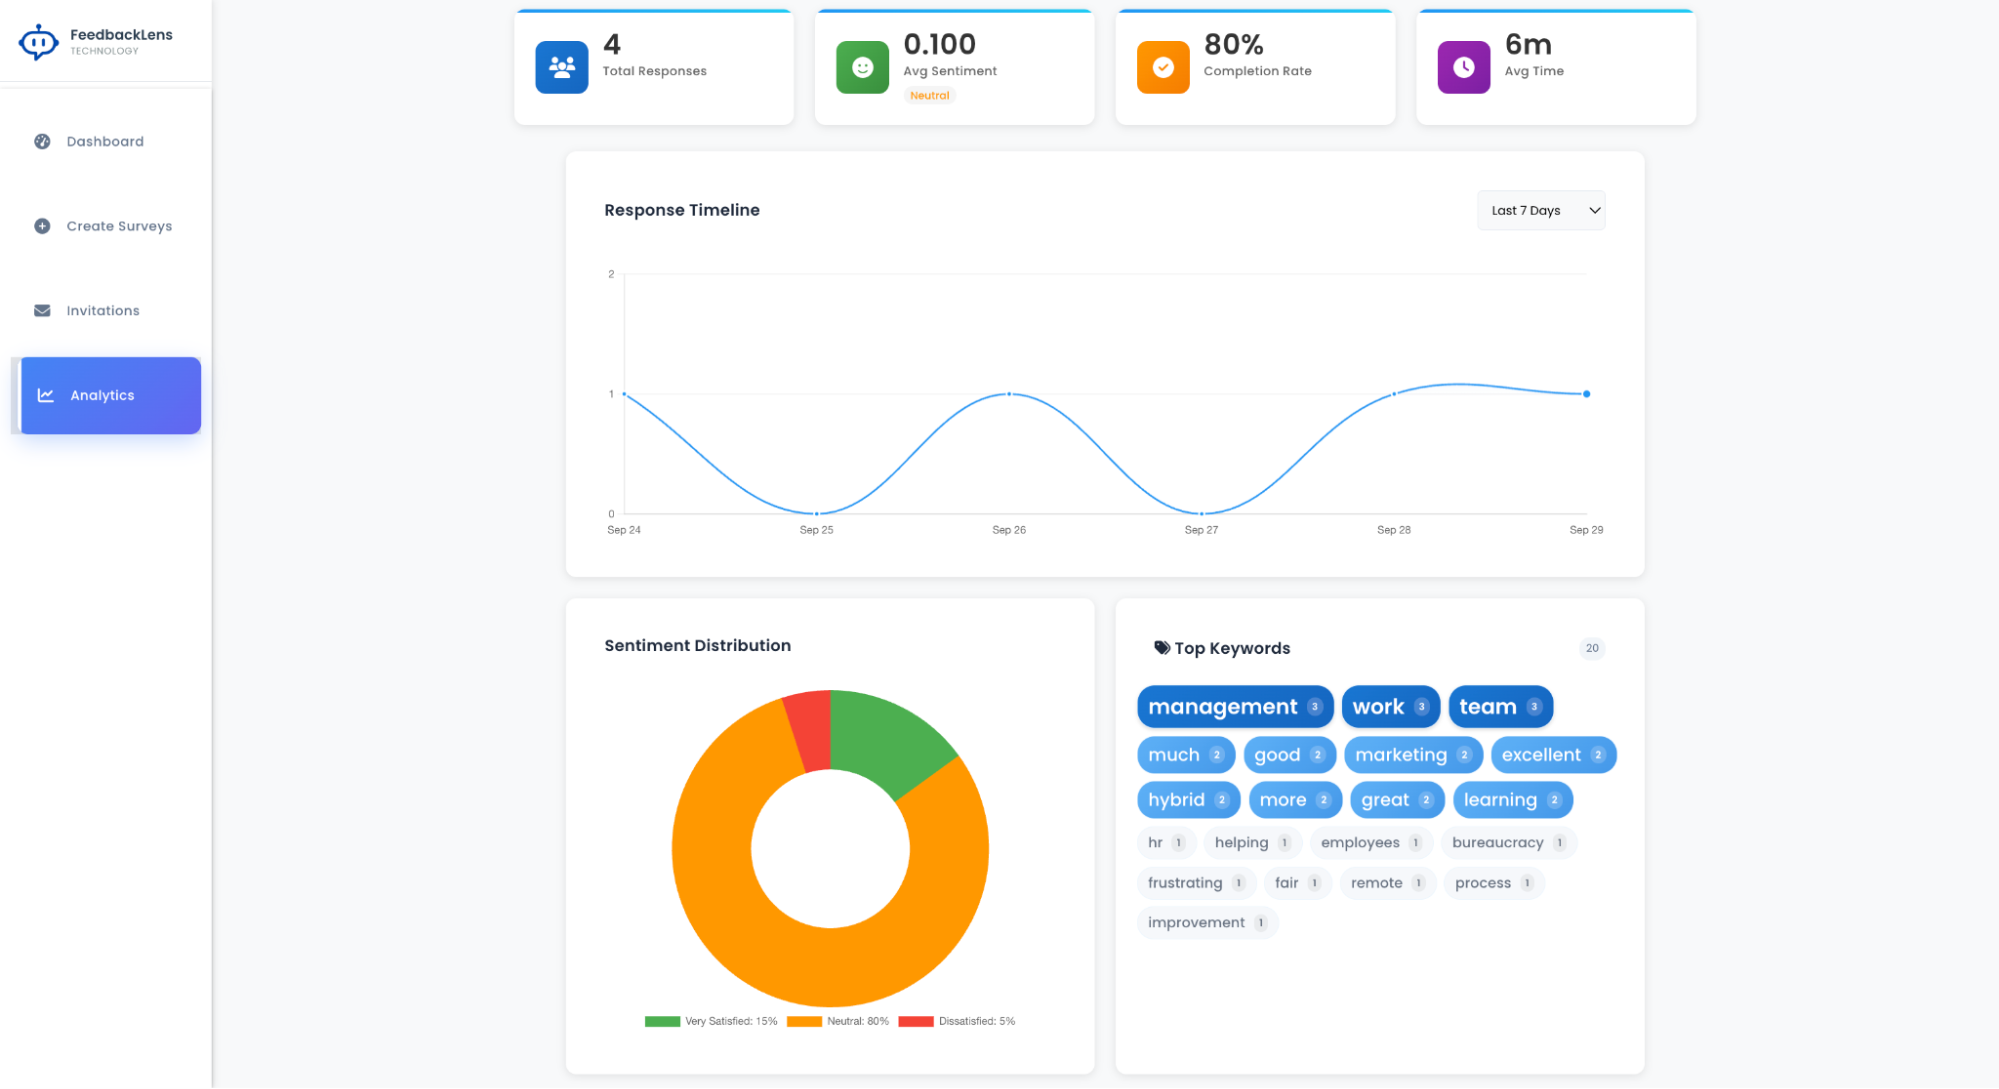 FeedbackLens
TECHNOLOGY
Dashboard
Create Surveys
Invitations
Analytics
4
Total Responses
0.100
Avg Sentiment
Neutral
80%
Completion Rate
6m
Avg Time
Response Timeline
Last 7 Days
2
1
0
Sep 24 Sep 25 Sep 26 Sep 27 Sep 28 Sep 29
Sentiment Distribution
Very Satisfied: 15% Neutral: 80% Dissatisfied: 5%
Top Keywords 20
management 3 work 3 team 3
much 2 good 2 marketing 2 excellent 2
hybrid 2 more 2 great 2 learning 2
hr 1 helping 1 employees 1 bureaucracy 1
frustrating 1 fair 1 remote 1 process 1
improvement 1